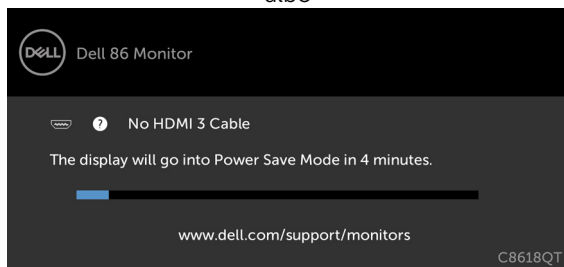 DELL Dell 86 Monitor
? No HDMI 3 Cable
The display will go into Power Save Mode in 4 minutes.
www.dell.com/support/monitors
C8618QT